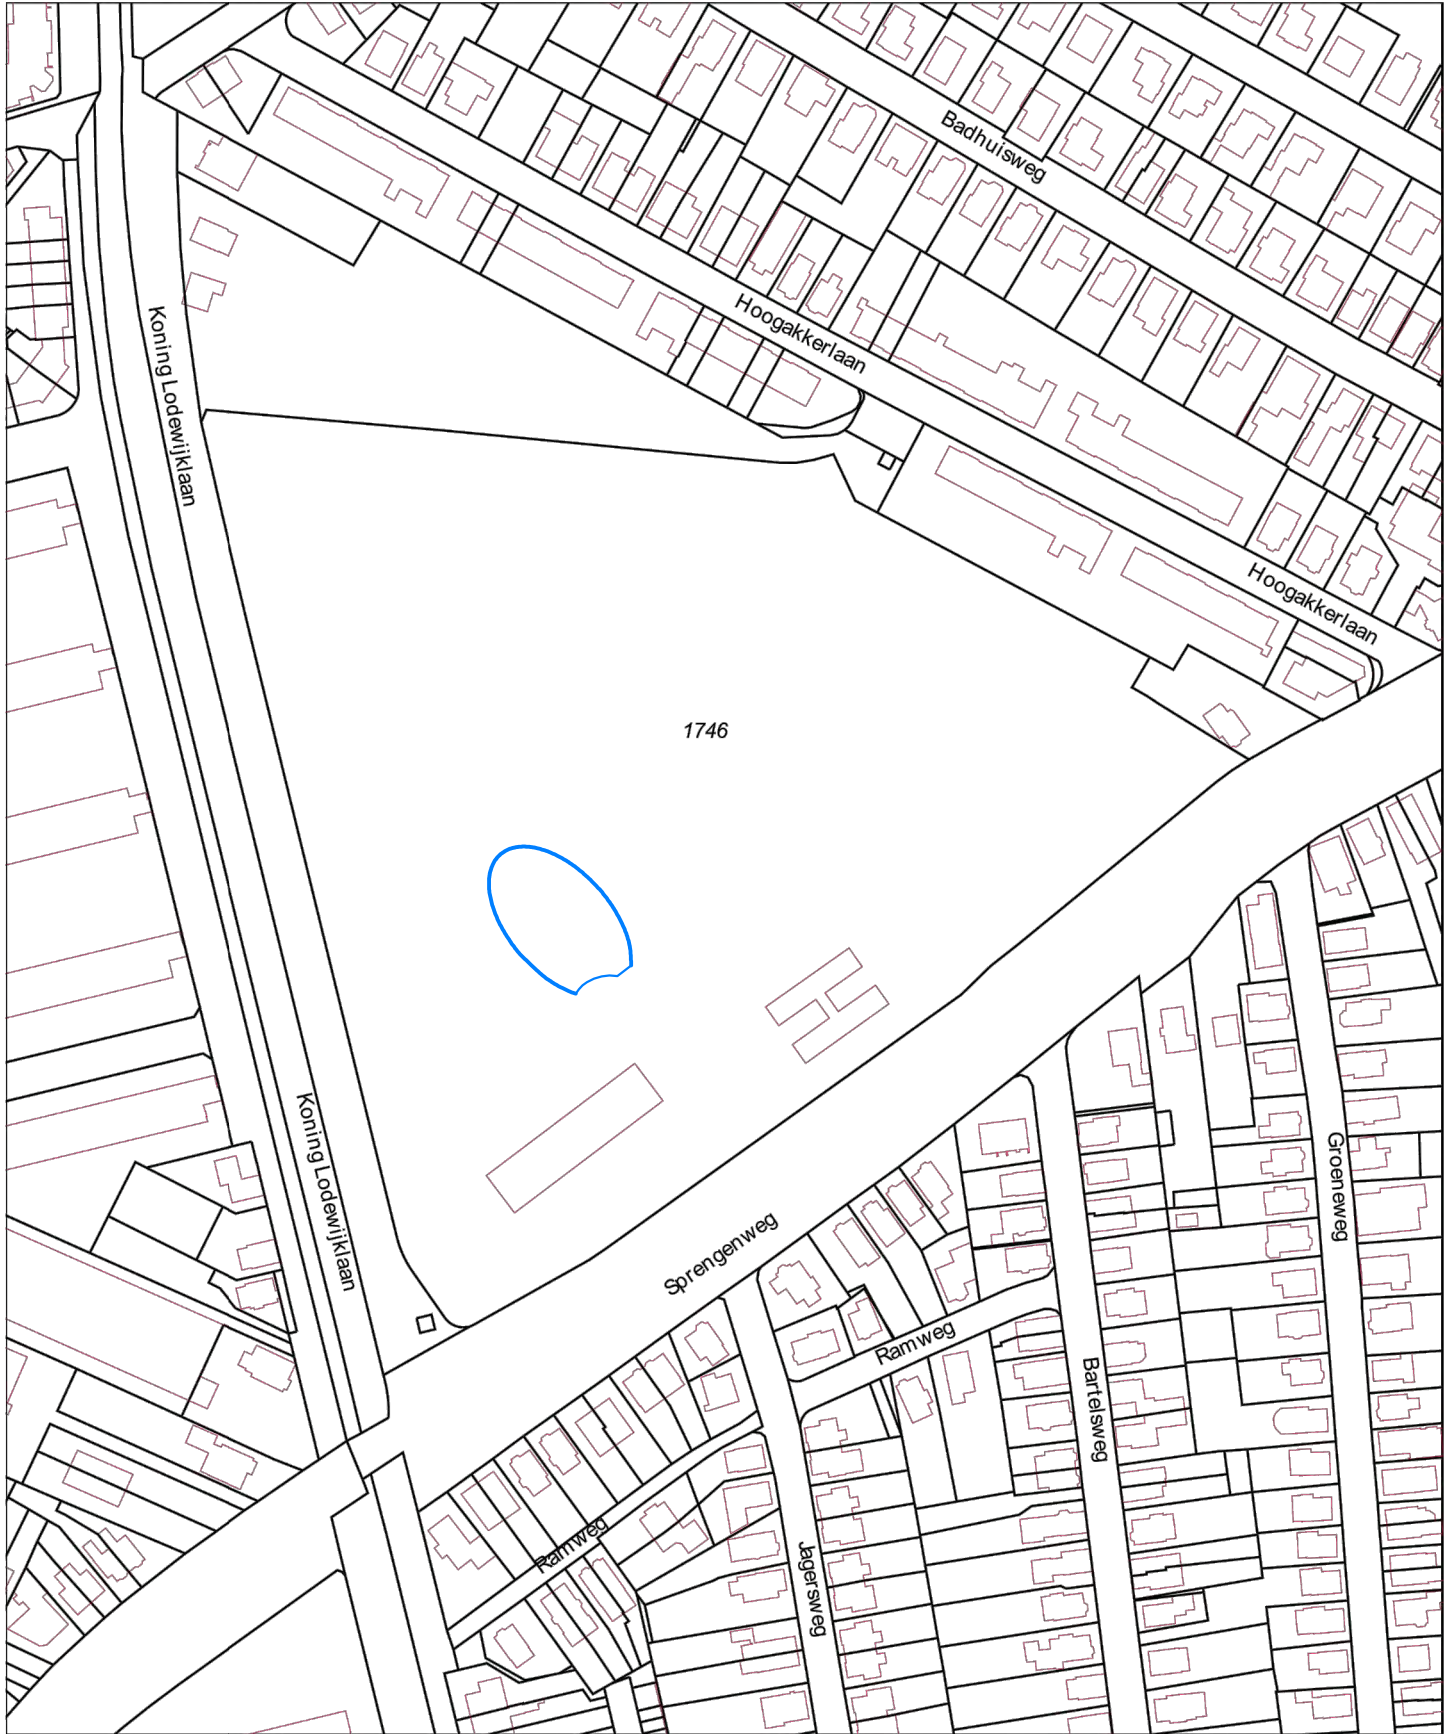 Badhuisweg
Hoogakkerlaan
Koning Lodewijklaan
Hoogakkerlaan
1746
Koning Lodewijklaan
Groeneweg
Sprengenweg
Ramweg
Bartelsweg
Ramweg
Jagersweg